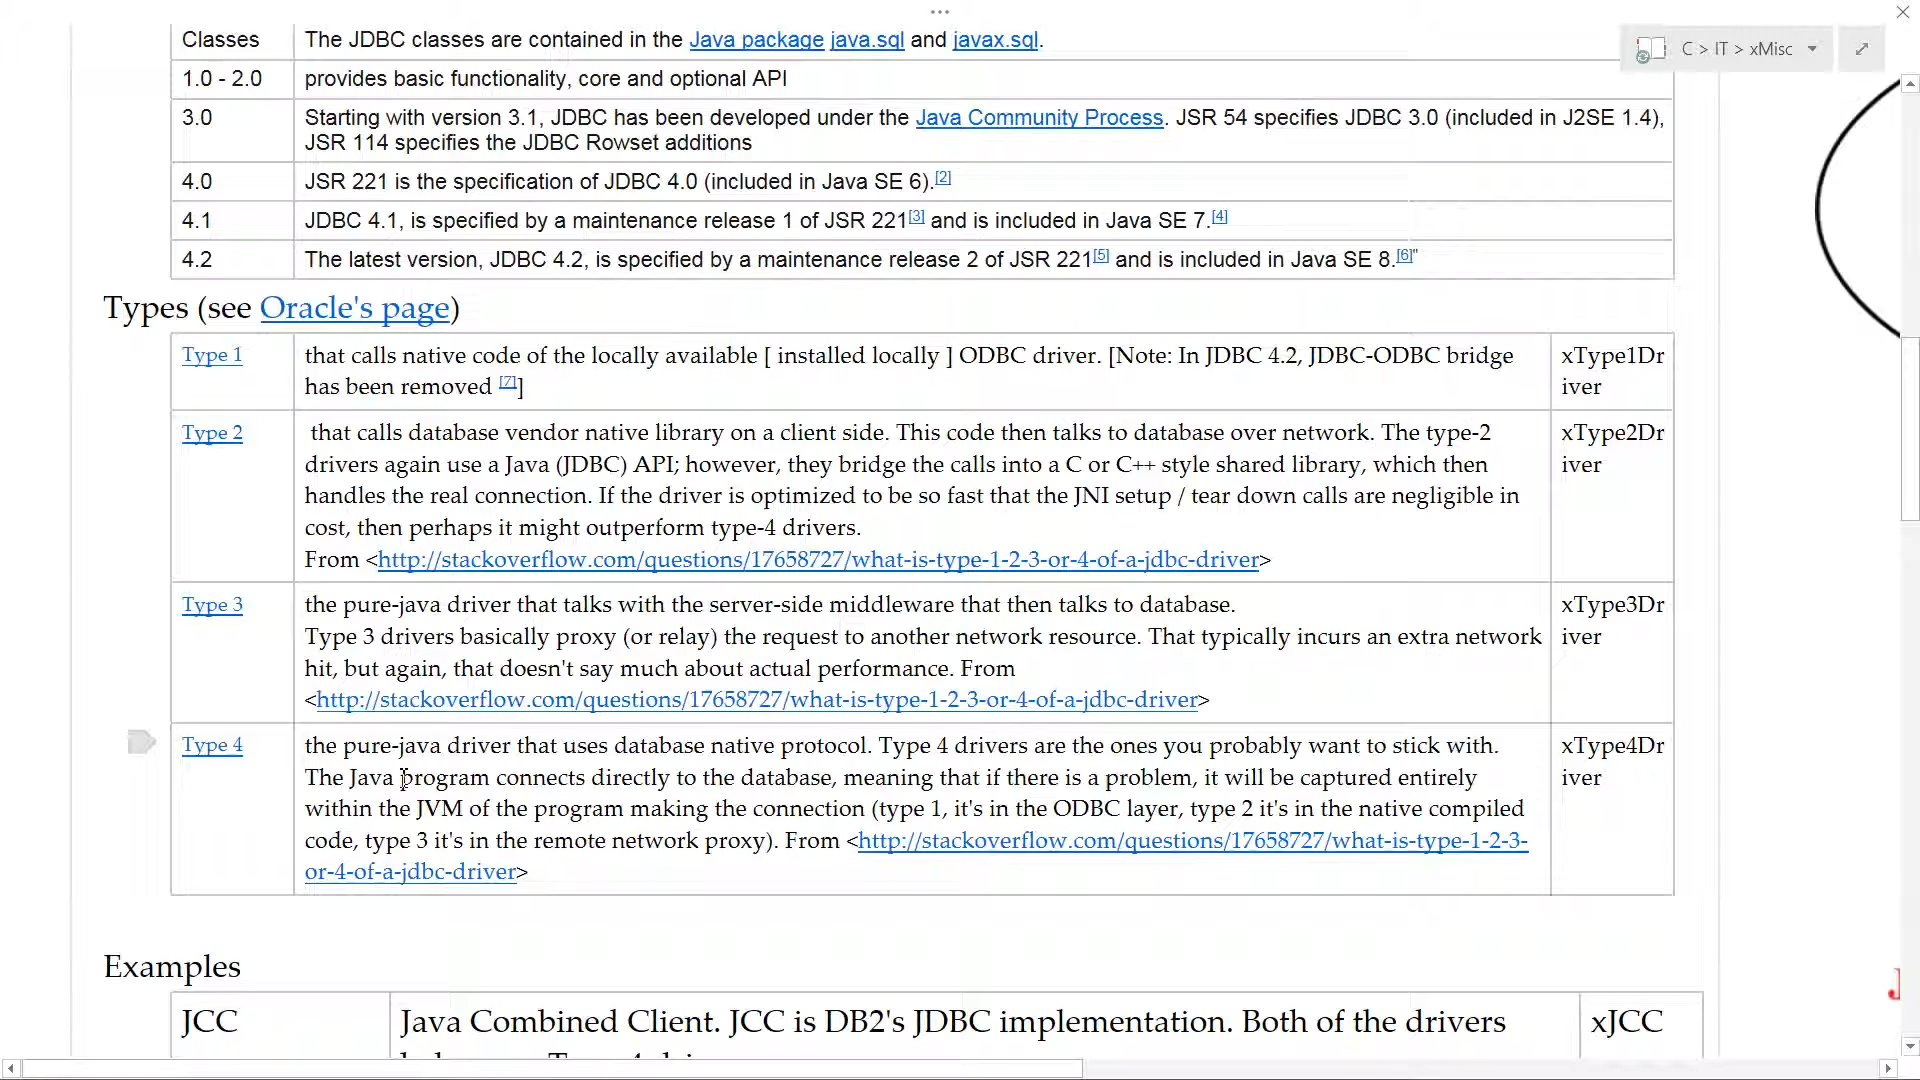 C > IT > xMisc
Classes The JDBC classes are contained in the Java package java.sql and javax.sql.
1.0 - 2.0 provides basic functionality, core and optional API
3.0 Starting with version 3.1, JDBC has been developed under the Java Community Process. JSR 54 specifies JDBC 3.0 (included in J2SE 1.4),
JSR 114 specifies the JDBC Rowset additions
4.0 JSR 221 is the specification of JDBC 4.0 (included in Java SE 6).[2]
4.1 JDBC 4.1, is specified by a maintenance release 1 of JSR 221[3] and is included in Java SE 7.[4]
4.2 The latest version, JDBC 4.2, is specified by a maintenance release 2 of JSR 221[5] and is included in Java SE 8.[6]"
Types (see Oracle's page)
Type 1 that calls native code of the locally available [ installed locally ] ODBC driver. [Note: In JDBC 4.2, JDBC-ODBC bridge xType1Dr
has been removed [7]] iver
Type 2 that calls database vendor native library on a client side. This code then talks to database over network. The type-2 xType2Dr
drivers again use a Java (JDBC) API; however, they bridge the calls into a C or C++ style shared library, which then iver
handles the real connection. If the driver is optimized to be so fast that the JNI setup / tear down calls are negligible in
cost, then perhaps it might outperform type-4 drivers.
From <http://stackoverflow.com/questions/17658727/what-is-type-1-2-3-or-4-of-a-jdbc-driver>
Type 3 the pure-java driver that talks with the server-side middleware that then talks to database. xType3Dr
Type 3 drivers basically proxy (or relay) the request to another network resource. That typically incurs an extra network iver
hit, but again, that doesn't say much about actual performance. From
<http://stackoverflow.com/questions/17658727/what-is-type-1-2-3-or-4-of-a-jdbc-driver>
Type 4 the pure-java driver that uses database native protocol. Type 4 drivers are the ones you probably want to stick with. xType4Dr
The Java program connects directly to the database, meaning that if there is a problem, it will be captured entirely iver
within the JVM of the program making the connection (type 1, it's in the ODBC layer, type 2 it's in the native compiled
code, type 3 it's in the remote network proxy). From <http://stackoverflow.com/questions/17658727/what-is-type-1-2-3-
or-4-of-a-jdbc-driver>
Examples
JCC Java Combined Client. JCC is DB2's JDBC implementation. Both of the drivers xJCC